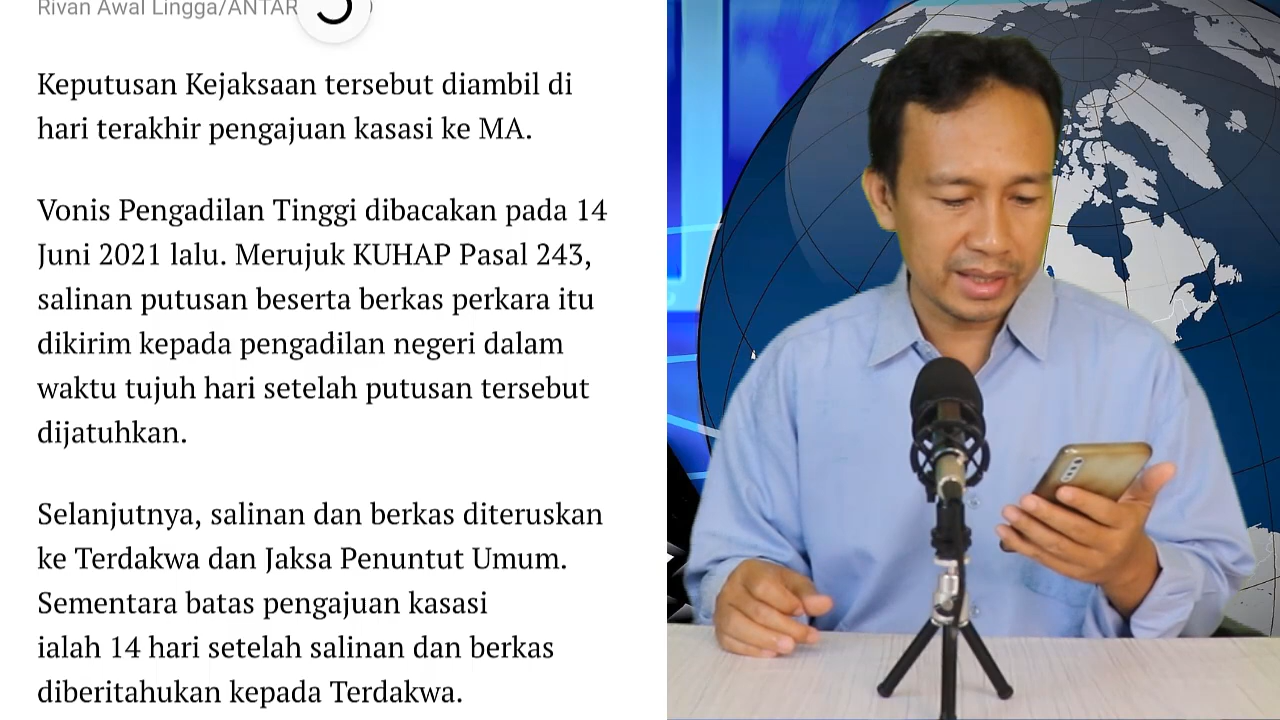 Rivan Awal Lingga/ANTAR
Keputusan Kejaksaan tersebut diambil di
hari terakhir pengajuan kasasi ke MA.
Vonis Pengadilan Tinggi dibacakan pada 14
Juni 2021 lalu. Merujuk KUHAP Pasal 243,
salinan putusan beserta berkas perkara itu
dikirim kepada pengadilan negeri dalam
waktu tujuh hari setelah putusan tersebut
dijatuhkan.
Selanjutnya, salinan dan berkas diteruskan
ke Terdakwa dan Jaksa Penuntut Umum.
Sementara batas pengajuan kasasi
ialah 14 hari setelah salinan dan berkas
diberitahukan kepada Terdakwa.